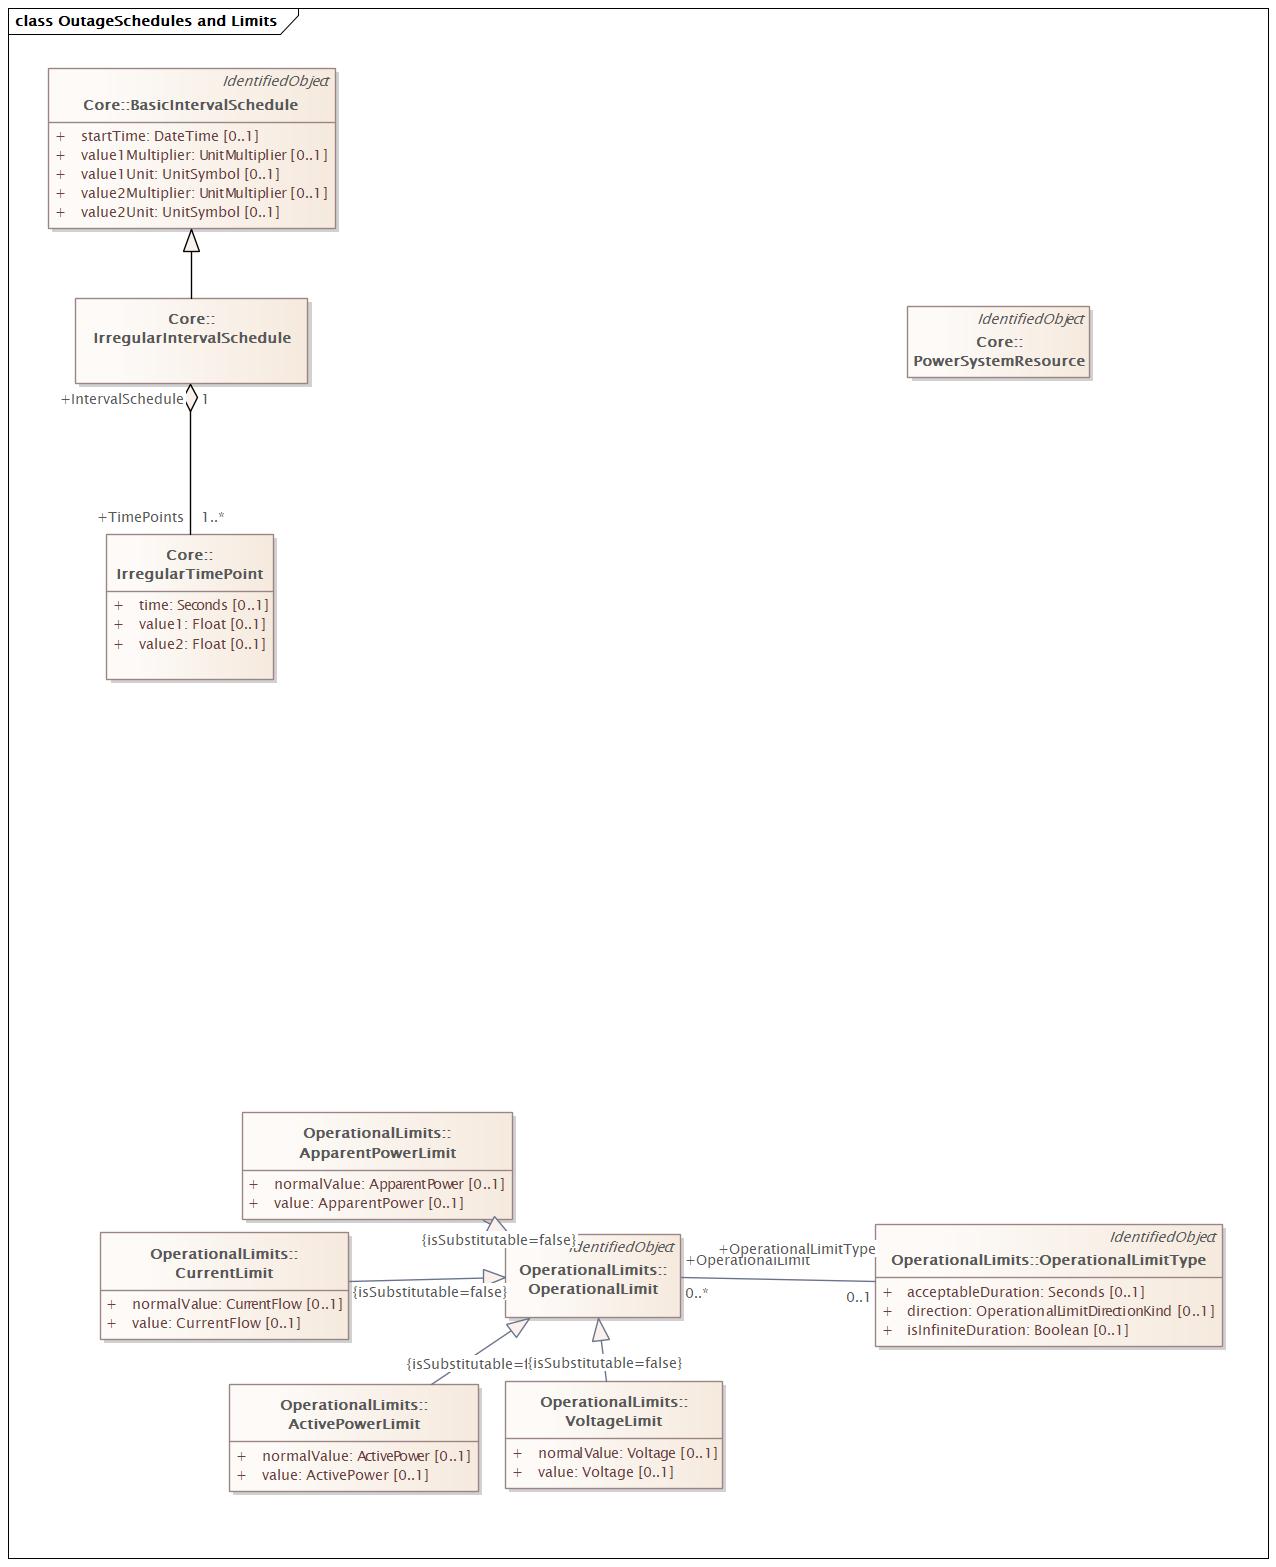 class OutageSchedules and Limits
IdentifiedObject
Core::BasicIntervalSchedule
+ startTime: DateTime [0..1]
+ value1Multiplier: UnitMultiplier [0..1]
+ value1Unit: UnitSymbol [0..1]
+ value2Multiplier: UnitMultiplier [0..1]
+ value2Unit: UnitSymbol [0..1]
Core::
IrregularIntervalSchedule
IdentifiedObject
Core::
PowerSystemResource
+IntervalSchedule 1
+TimePoints 1..*
Core::
IrregularTimePoint
+ time: Seconds [0..1]
+ value1: Float [0..1]
+ value2: Float [0..1]
OperationalLimits::
ApparentPowerLimit
+ normalValue: ApparentPower [0..1]
+ value: ApparentPower [0..1]
{isSubstitutable=false}
OperationalLimits::
CurrentLimit
+ normalValue: CurrentFlow [0..1]
+ value: CurrentFlow [0..1]
{isSubstitutable=false}
IdentifiedObject
OperationalLimits::
OperationalLimit
+OperationalLimitType
+OperationalLimit
0..*
0..1
IdentifiedObject
OperationalLimits::OperationalLimitType
+ acceptableDuration: Seconds [0..1]
+ direction: OperationalLimitDirectionKind [0..1]
+ isInfiniteDuration: Boolean [0..1]
{isSubstitutable=f
{isSubstitutable=false}
OperationalLimits::
ActivePowerLimit
+ normalValue: ActivePower [0..1]
+ value: ActivePower [0..1]
OperationalLimits::
VoltageLimit
+ normalValue: Voltage [0..1]
+ value: Voltage [0..1]